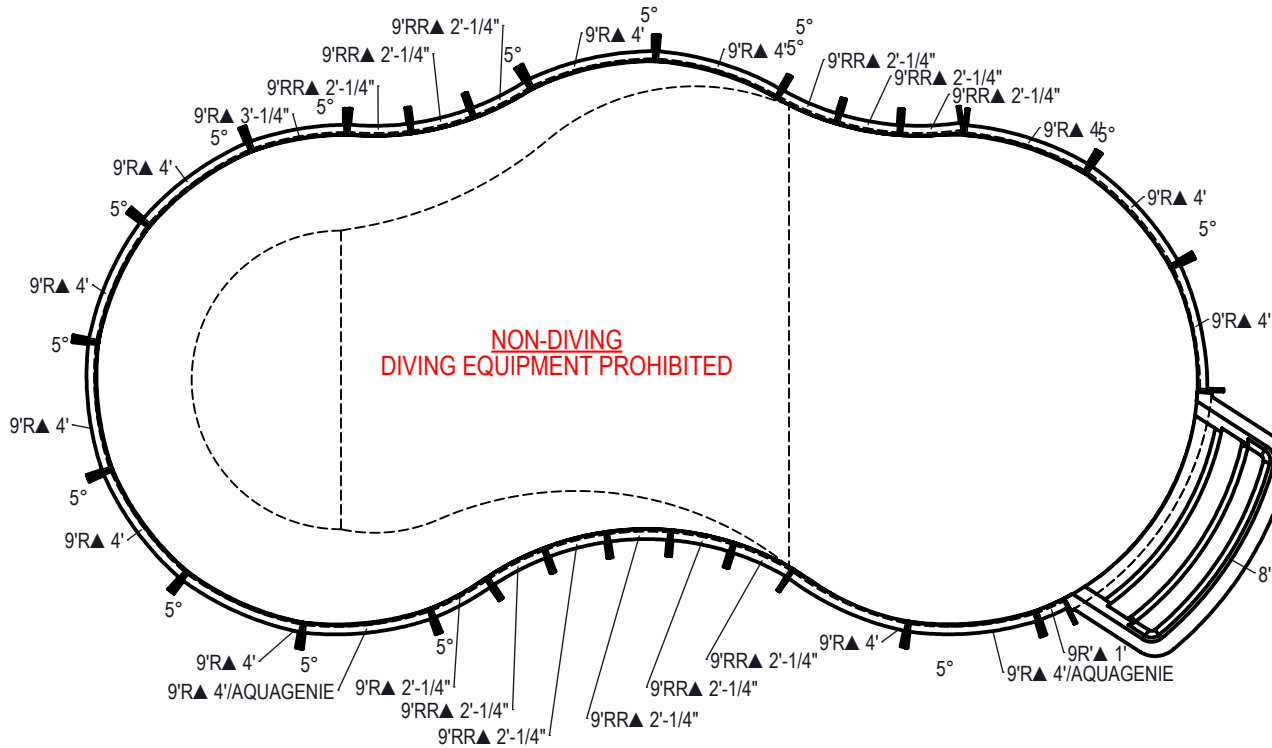 5°
9'RR▲ 2'-1/4"
9'R▲ 4'
5°
9'RR▲ 2'-1/4"
5°
9'R▲ 4'
5°
9'RR▲ 2'-1/4"
9'RR▲ 2'-1/4"
9'RR▲ 2'-1/4"
9'RR▲ 2'-1/4"
9'R▲ 3'-1/4"
5°
5°
9'R▲ 4'
5°
9'R▲ 4'
9'R▲ 4'
5°
5°
9'R▲ 4'
9'R▲ 4'
5°
NON-DIVING
DIVING EQUIPMENT PROHIBITED
9'R▲ 4'
5°
9'R▲ 4'
5°
8'
5°
9'R▲ 4'
5°
5°
9'R▲ 4'
5°
9'R'▲ 1'
9'R▲ 4'/AQUAGENIE
9'RR▲ 2'-1/4"
9'R▲ 4'/AQUAGENIE
9'R▲ 2'-1/4"
9'RR▲ 2'-1/4"
9'RR▲ 2'-1/4"
9'RR▲ 2'-1/4"
9'RR▲ 2'-1/4"